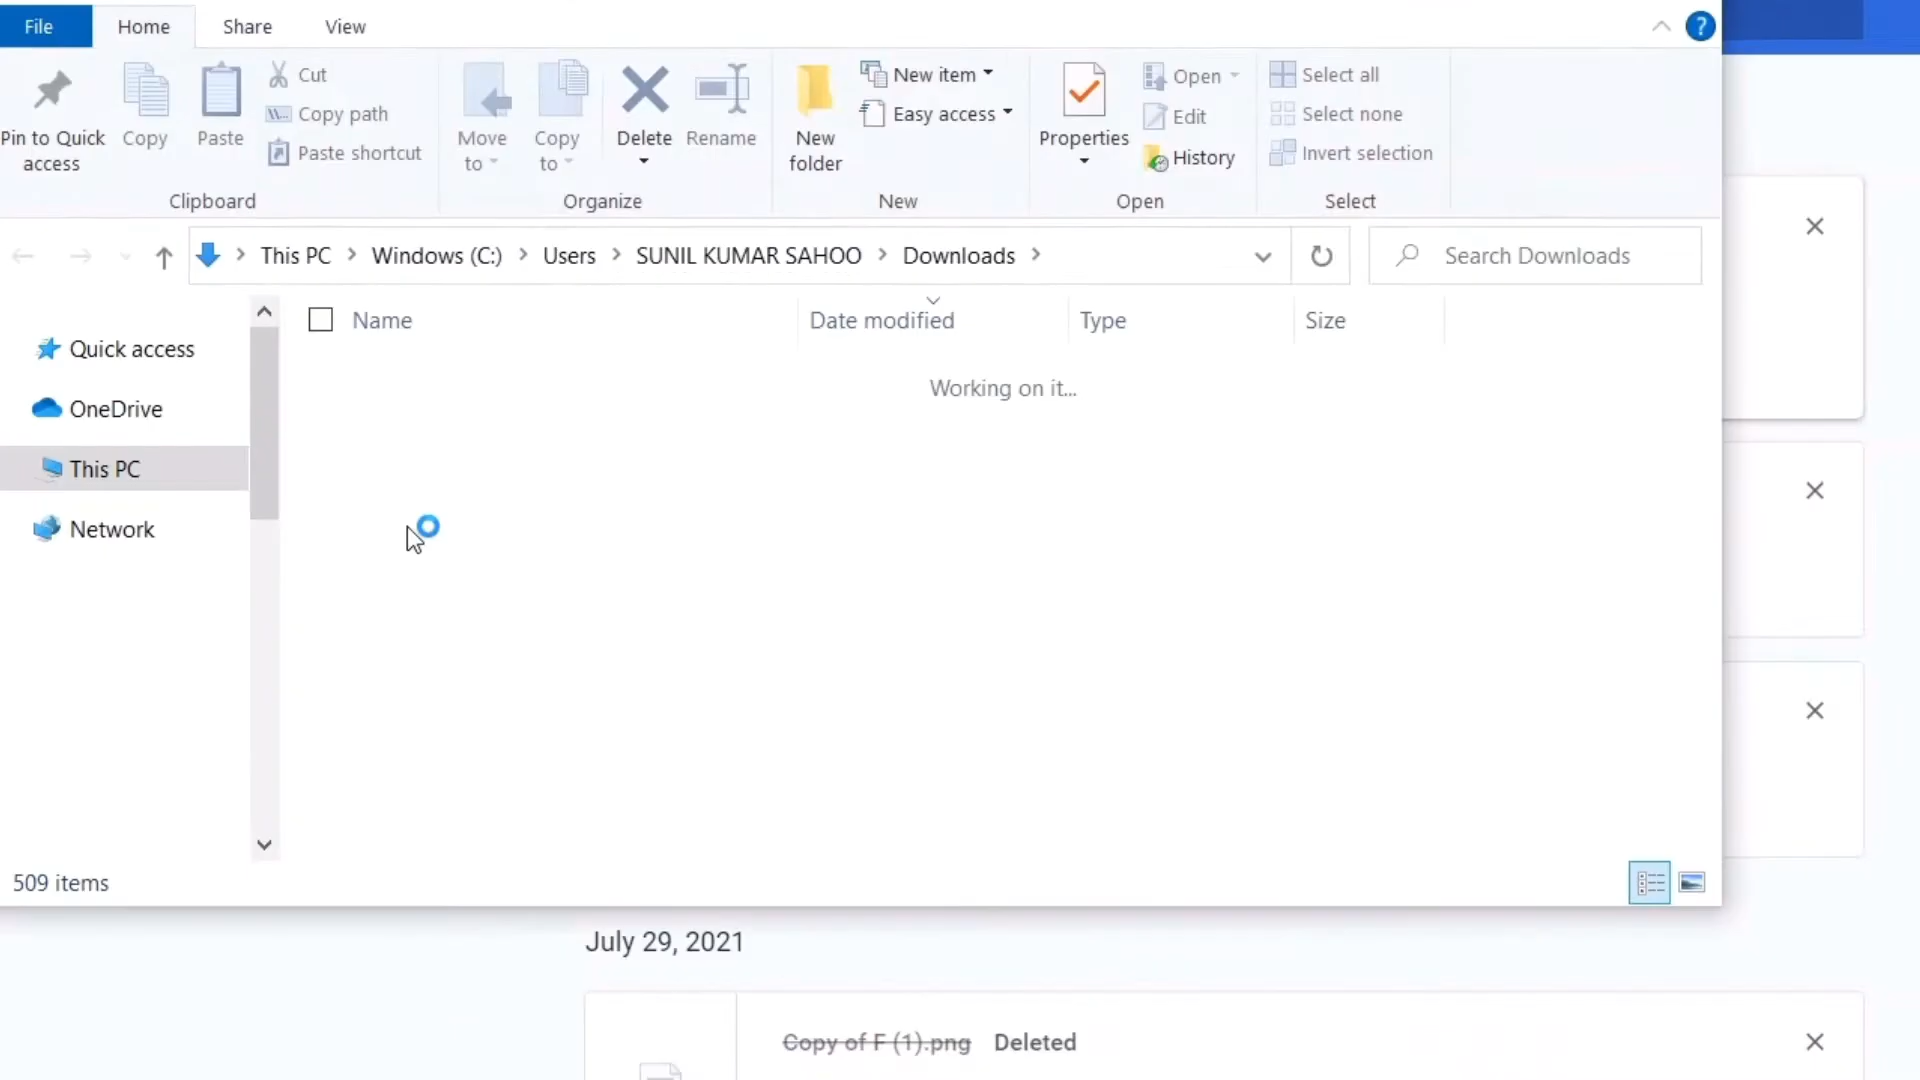 File Home Share View
?
Pin to Quick access
Copy
Paste
Cut
Copy path
Paste shortcut
Clipboard
Move to
Copy to
Delete
Rename
Organize
New folder
New item
Easy access
New
Properties
Open
Edit
History
Open
Select all
Select none
Invert selection
Select
This PC > Windows (C:) > Users > SUNIL KUMAR SAHOO > Downloads >
Search Downloads
Name Date modified Type Size
Working on it...
Quick access
OneDrive
This PC
Network
509 items
July 29, 2021
Copy of F (1).png Deleted